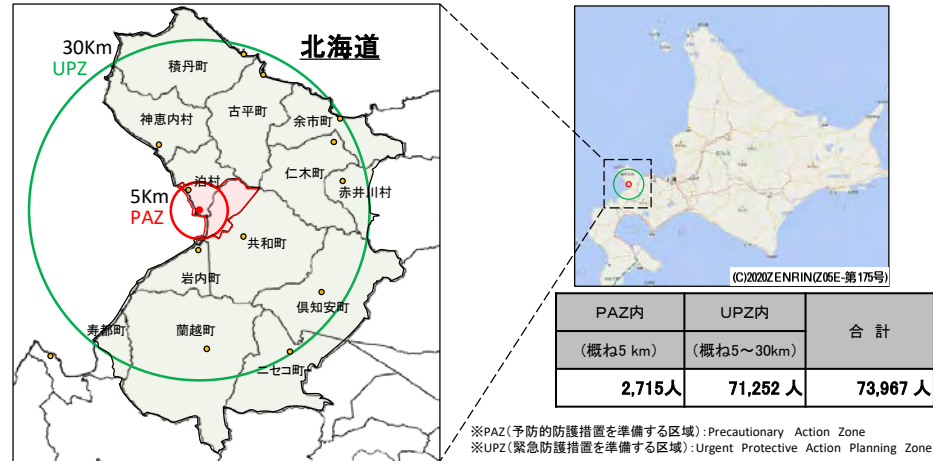 北海道
30Km
UPZ
積丹町
古平町
神恵内村
余市町
仁木町
泊村
赤井川村
5Km
PAZ
共和町
岩内町
倶知安町
寿都町
蘭越町
ニセコ町
(C)2020ZENRIN(Z05E-第175号)
PAZ内 UPZ内 合 計
(概ね5 km) (概ね5～30km)
2,715人 71,252 人 73,967 人
※PAZ(予防的防護措置を準備する区域):Precautionary Action Zone
※UPZ(緊急防護措置を準備する区域):Urgent Protective Action Planning Zone